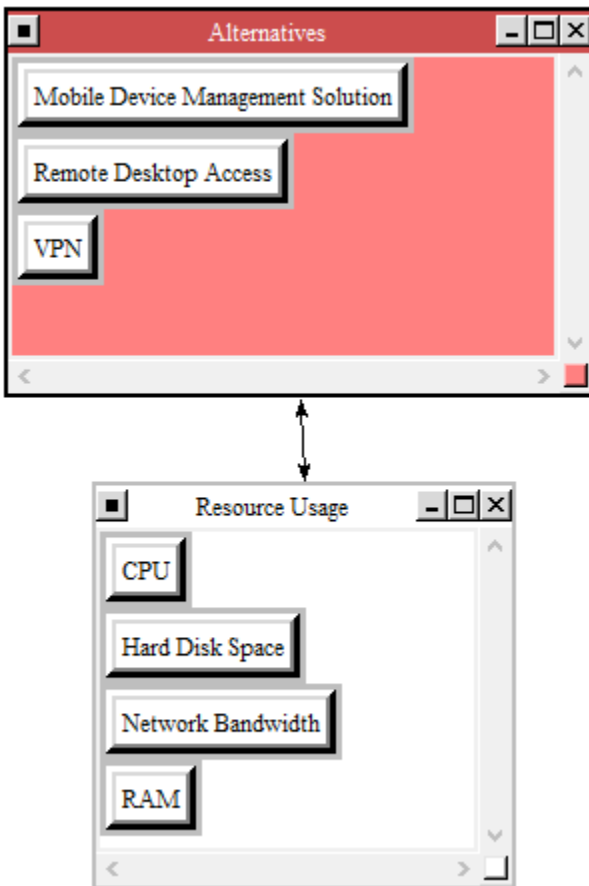 Alternatives
Mobile Device Management Solution
Remote Desktop Access
VPN
Resource Usage
CPU
Hard Disk Space
Network Bandwidth
RAM